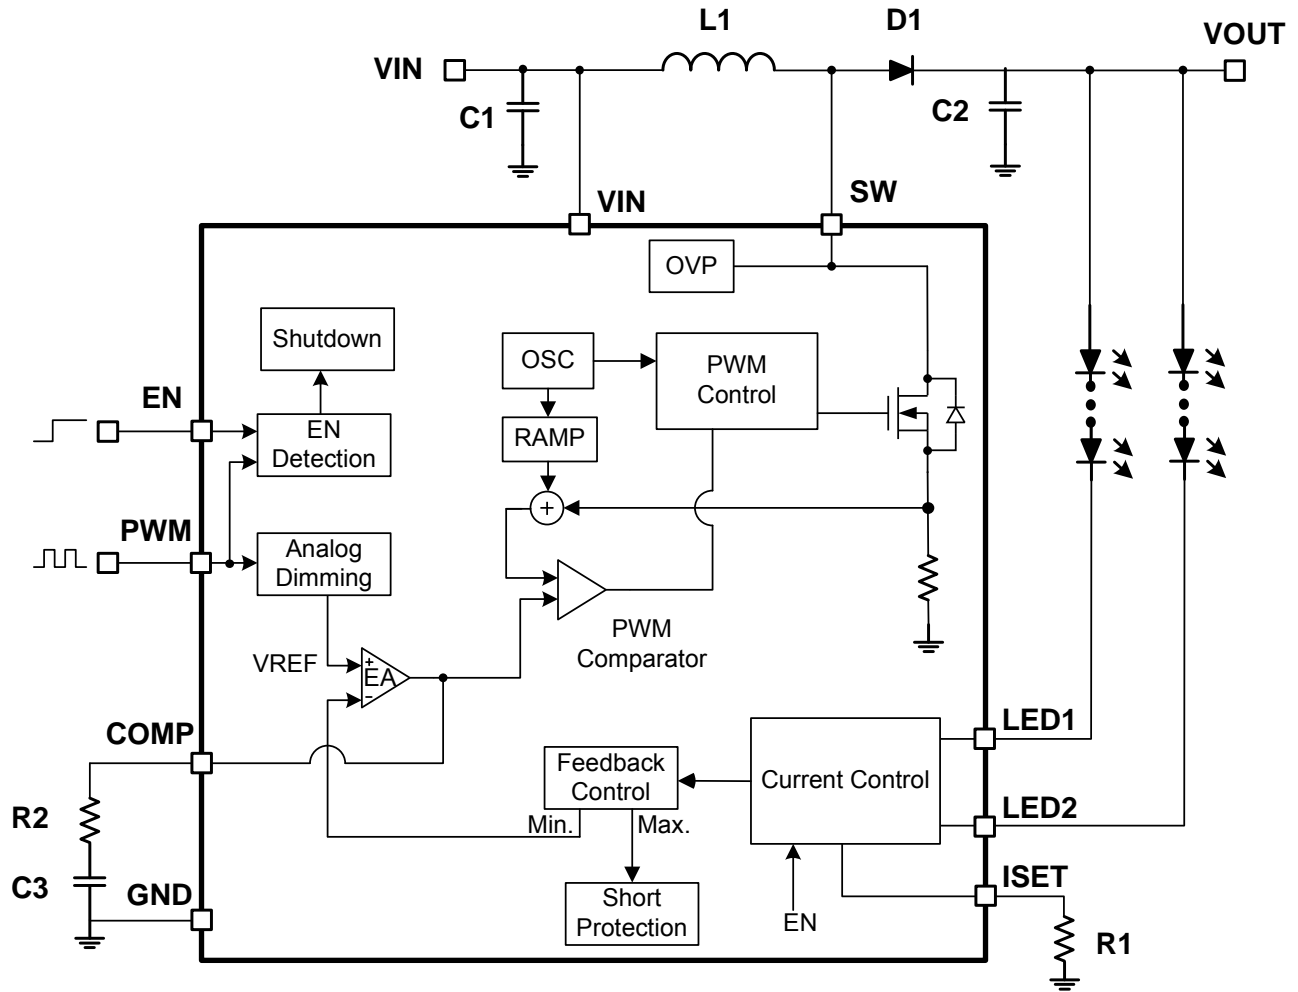 L1
D1
VOUT
VIN
C1
C2
VIN
SW
OVP
Shutdown
OSC
PWM
Control
EN
EN
Detection
RAMP
+
PWM
Analog
Dimming
PWM
Comparator
VREF
+
EA
-
COMP
LED1
Feedback
Control
Current Control
R2
Min.
Max.
LED2
C3
GND
Short
Protection
EN
ISET
R1